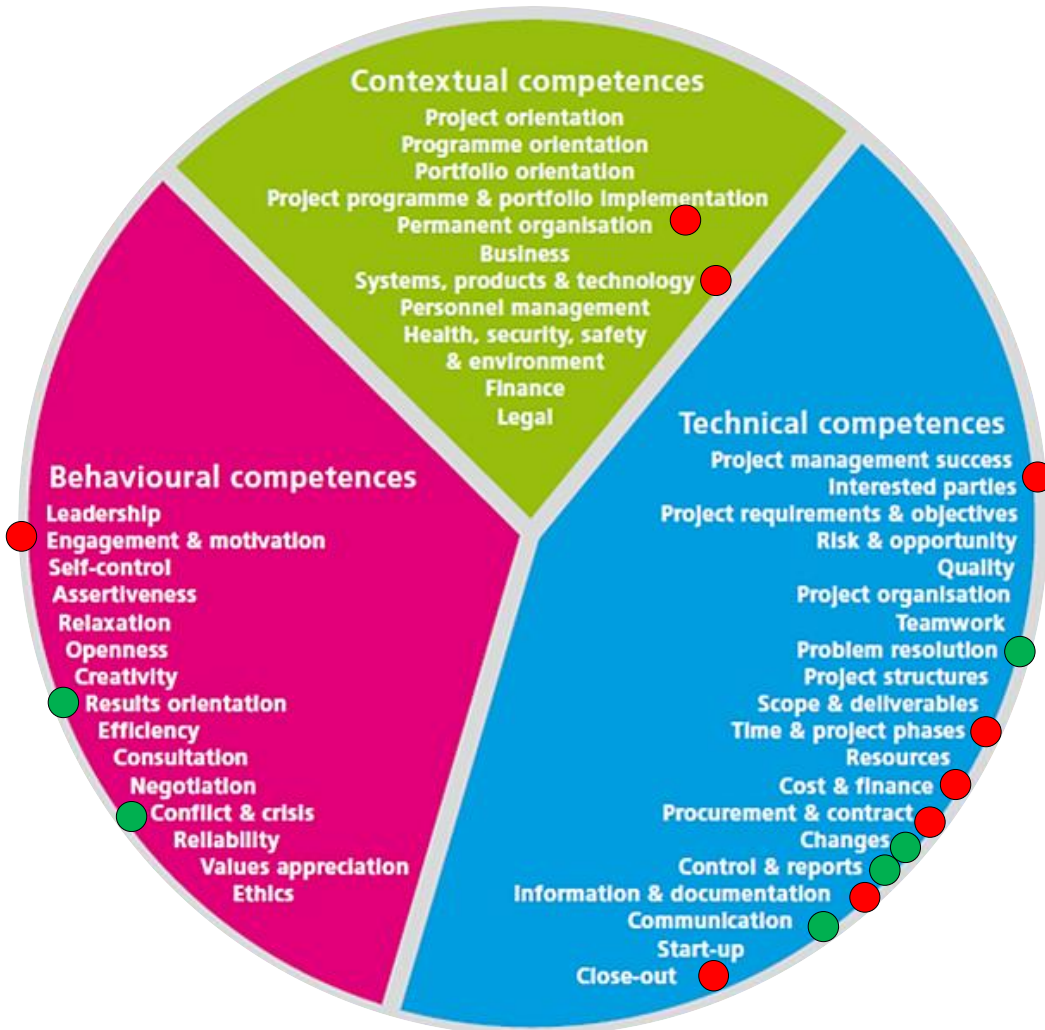 Contextual competences
Project orientation
Programme orientation
Portfolio orientation
Project programme & portfolio implementation
Permanent organisation
Business
Systems, products & technology
Personnel management
Health, security, safety
& environment
Finance
Legal
Behavioural competences
Leadership
Engagement & motivation
Self-control
Assertiveness
Relaxation
Openness
Creativity
Results orientation
Efficiency
Consultation
Negotiation
Conflict & crisis
Reliability
Values appreciation
Ethics
Technical competences
Project management success
Interested parties
Project requirements & objectives
Risk & opportunity
Quality
Project organisation
Teamwork
Problem resolution
Project structures
Scope & deliverables
Time & project phases
Resources
Cost & finance
Procurement & contract
Changes
Control & reports
Information & documentation
Communication
Start-up
Close-out